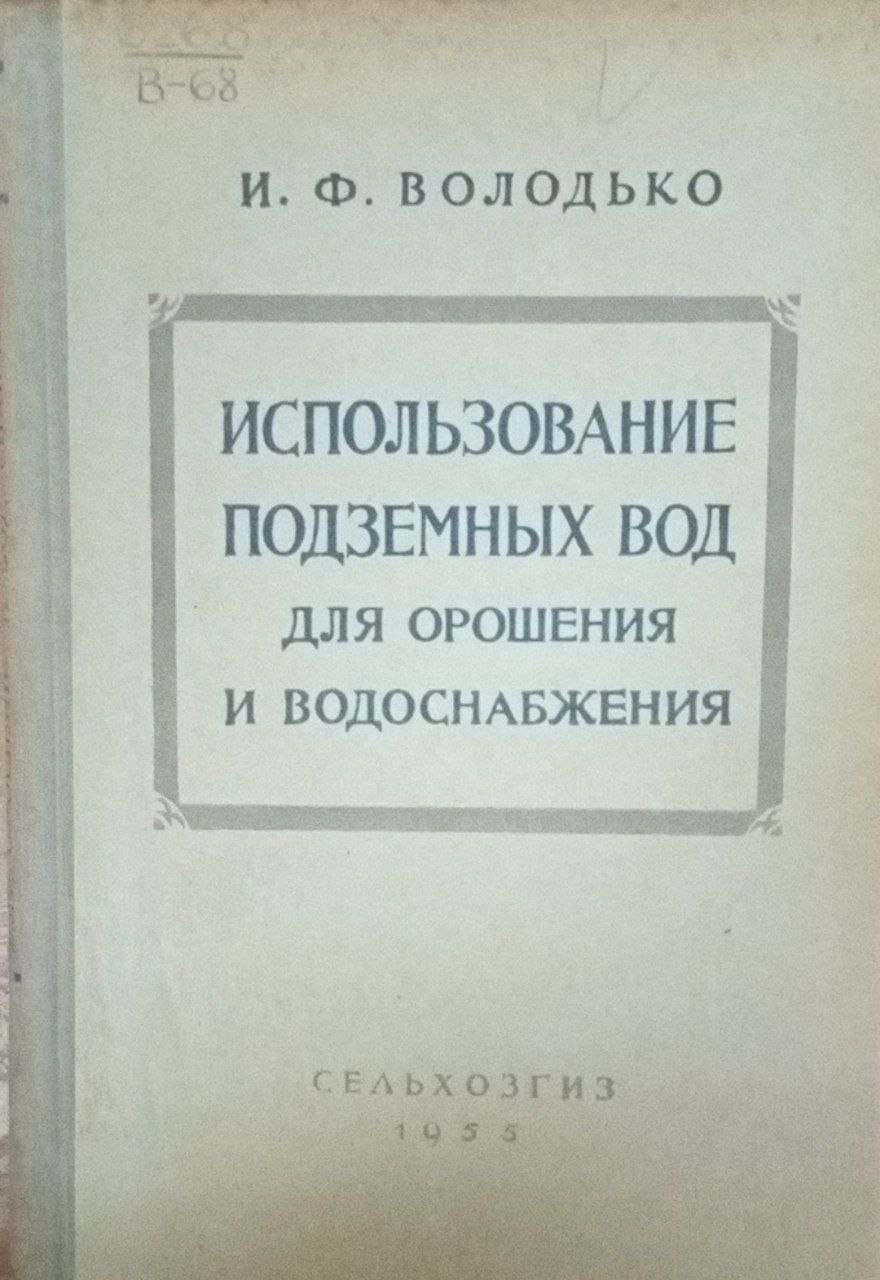 В-68
И. Ф. ВОЛОДЬКО
ИСПОЛЬЗОВАНИЕ
ПОДЗЕМНЫХ ВОД
ДЛЯ ОРОШЕНИЯ
И ВОДОСНАБЖЕНИЯ
СЕЛЬХОЗГИЗ
1955